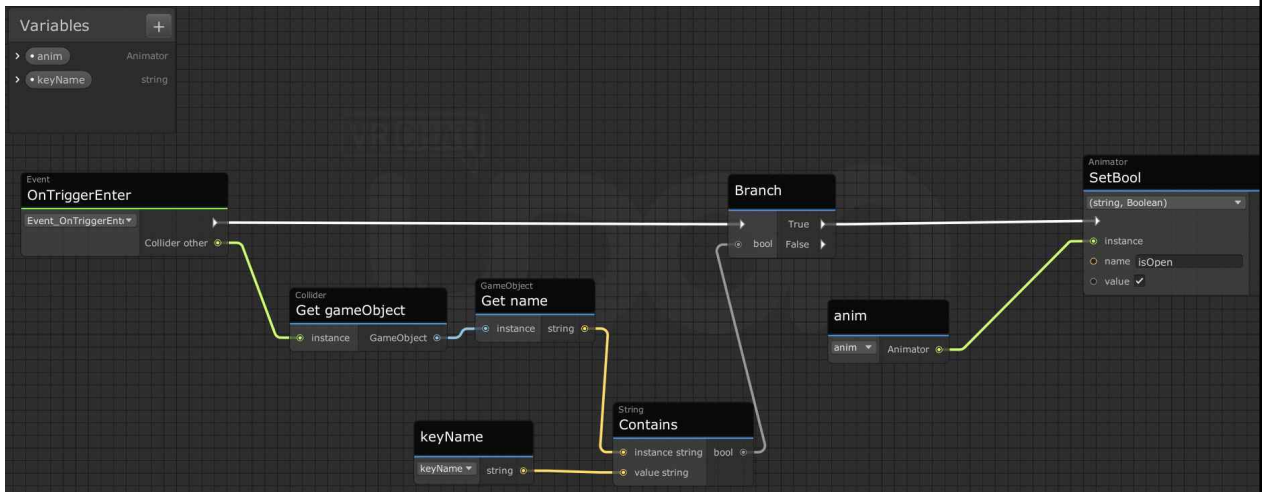 Variables +
anim Animator
keyName string
Event
OnTriggerEnter
Event_OnTriggerEnt
Collider other
Collider
Get gameObject
instance GameObject
GameObject
Get name
instance string
keyName
keyName string
String
Contains
instance string bool
value string
Branch
True
bool False
anim
anim Animator
Animator
SetBool
(string, Boolean)
instance
name isOpen
value